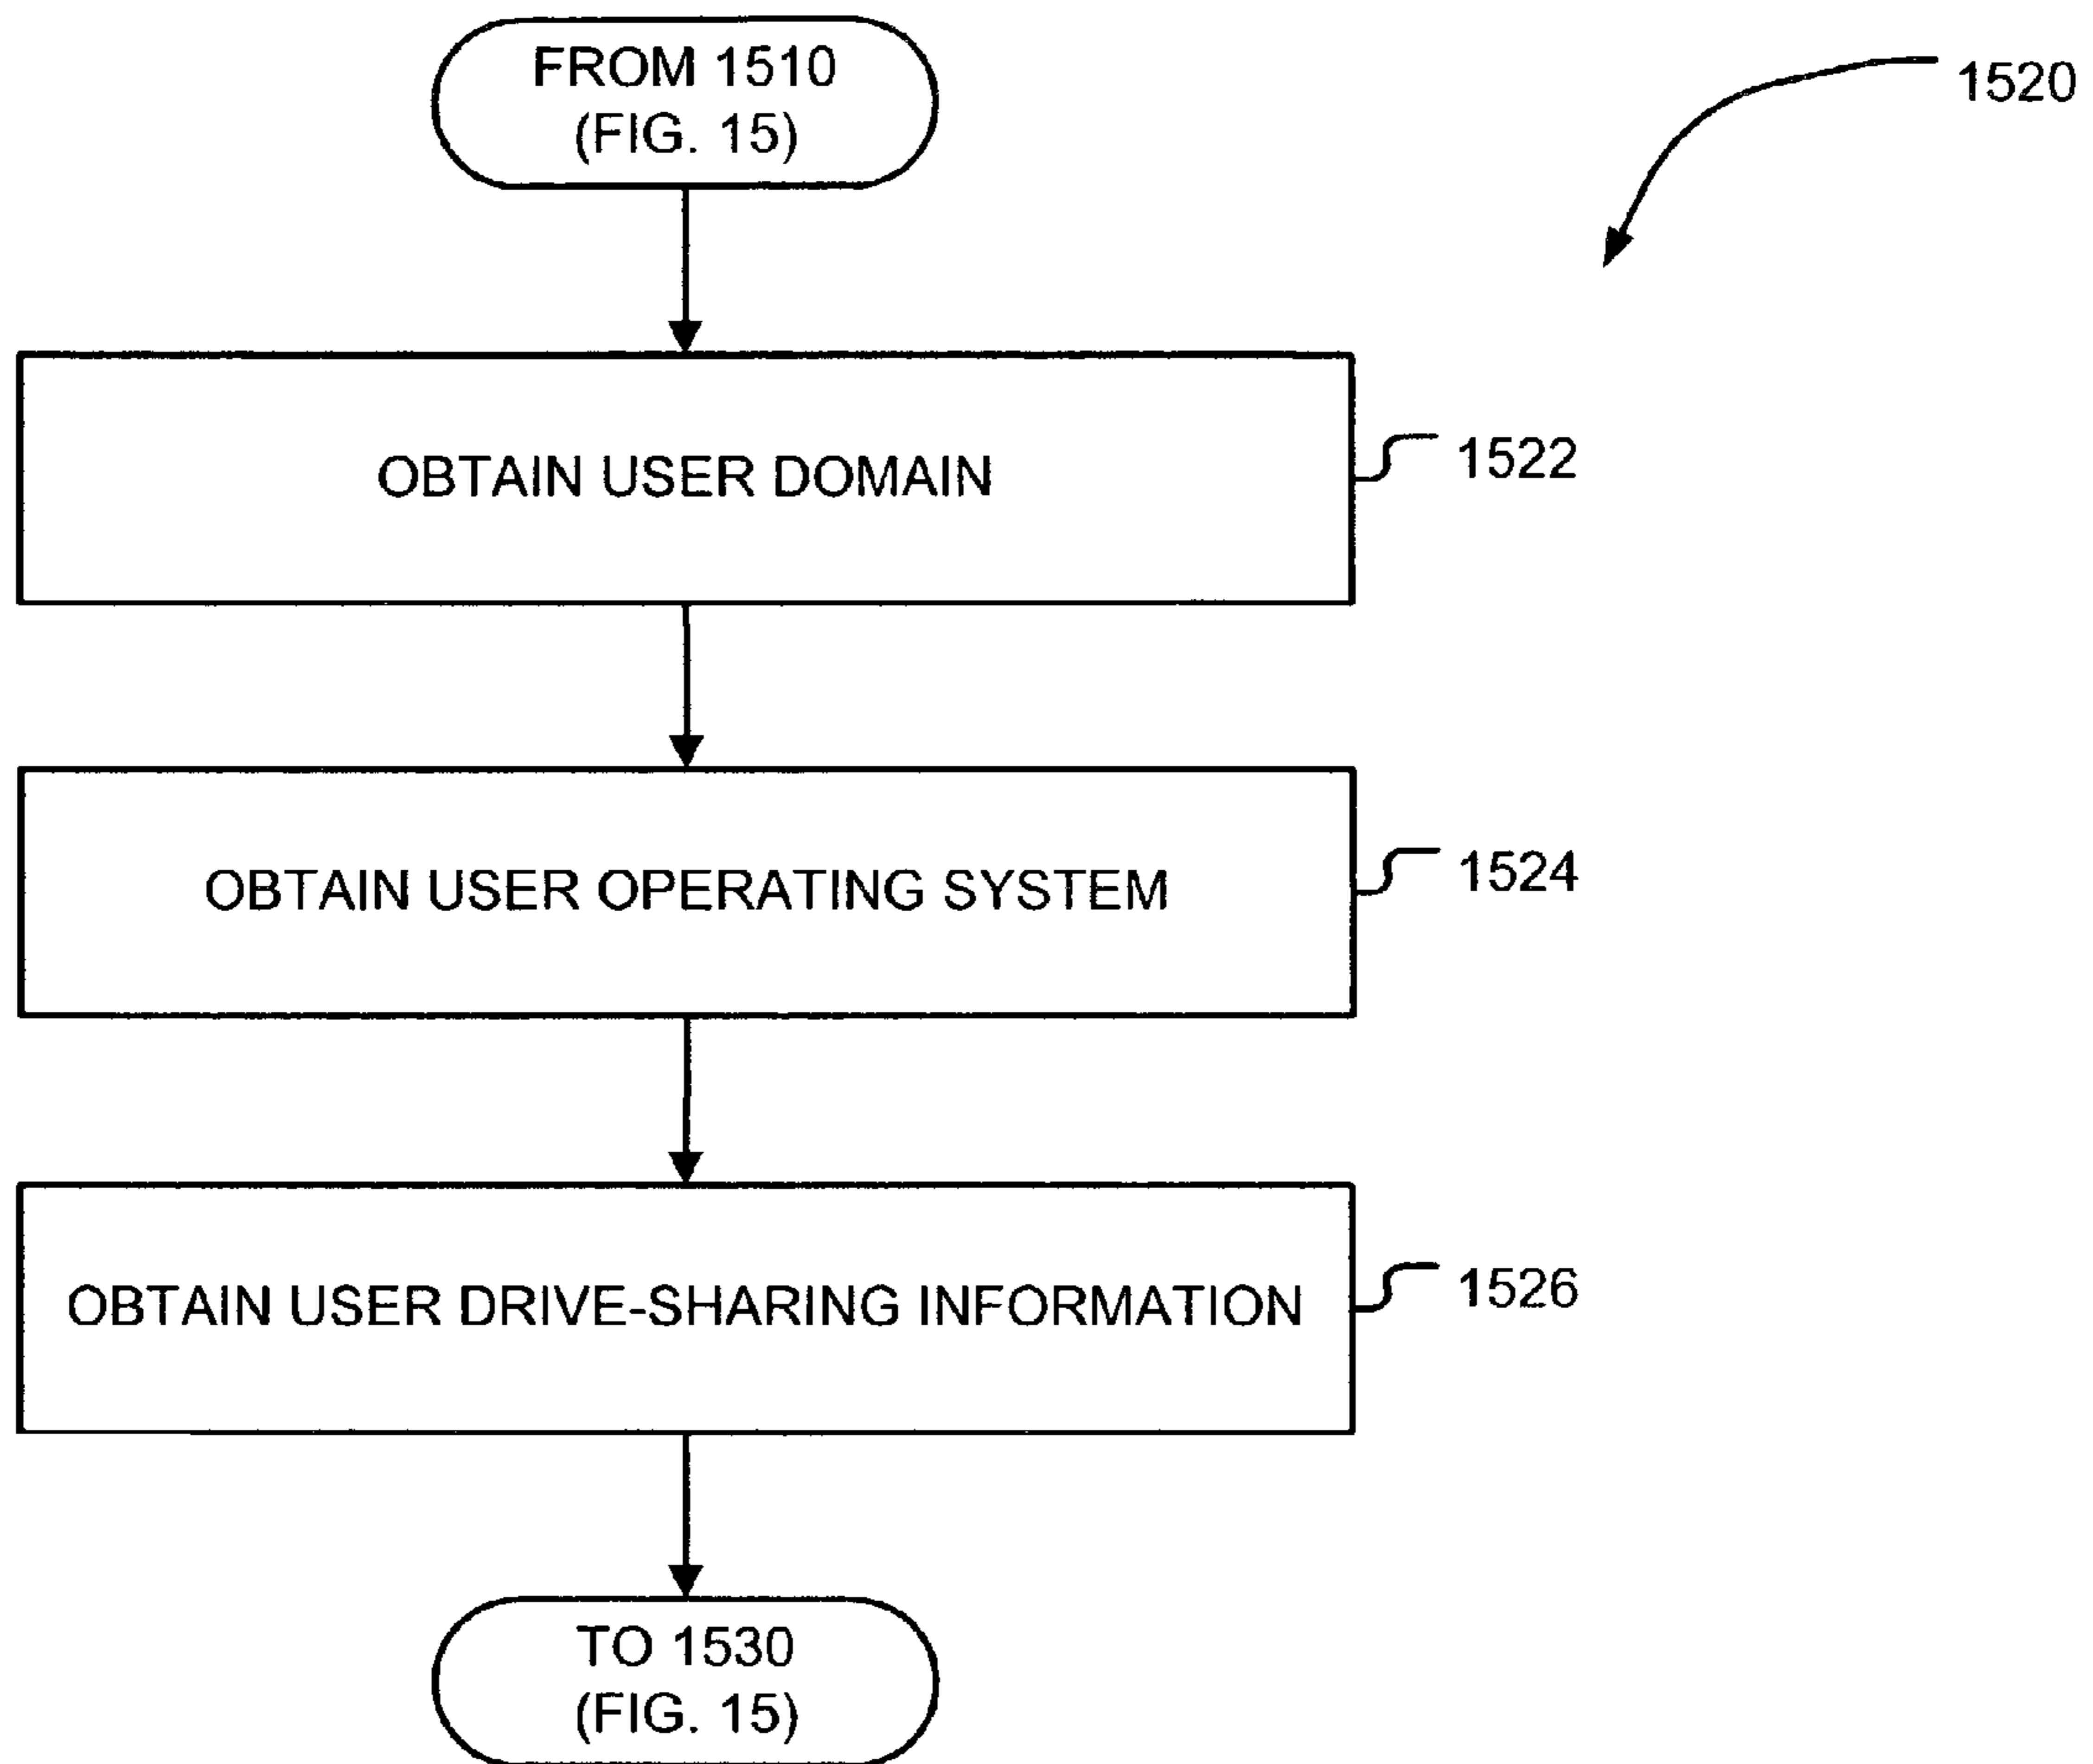 FROM 1510
(FIG. 15)
1520
OBTAIN USER DOMAIN
1522
OBTAIN USER OPERATING SYSTEM
1524
OBTAIN USER DRIVE-SHARING INFORMATION
1526
TO 1530
(FIG. 15)